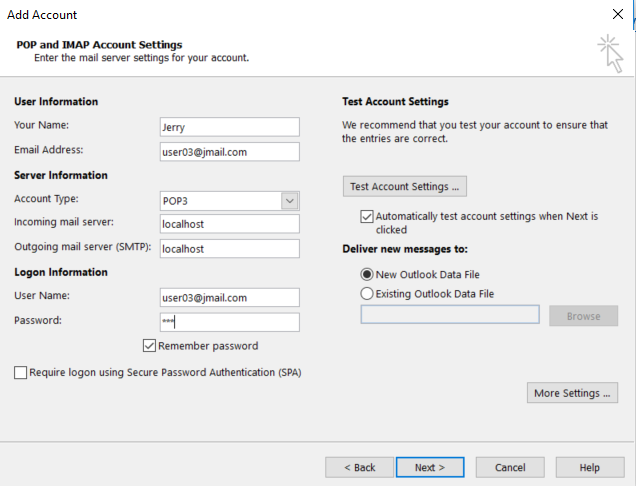 Add Account
POP and IMAP Account Settings
Enter the mail server settings for your account.
User Information
Your Name:
Jerry
Email Address:
user03@jmail.com
Server Information
Account Type:
POP3
Incoming mail server:
localhost
Outgoing mail server (SMTP):
localhost
Logon Information
User Name:
user03@jmail.com
Password:
***
Remember password
Require logon using Secure Password Authentication (SPA)
Test Account Settings
We recommend that you test your account to ensure that
the entries are correct.
Test Account Settings ...
Automatically test account settings when Next is
clicked
Deliver new messages to:
New Outlook Data File
Existing Outlook Data File
Browse
More Settings ...
< Back
Next >
Cancel
Help